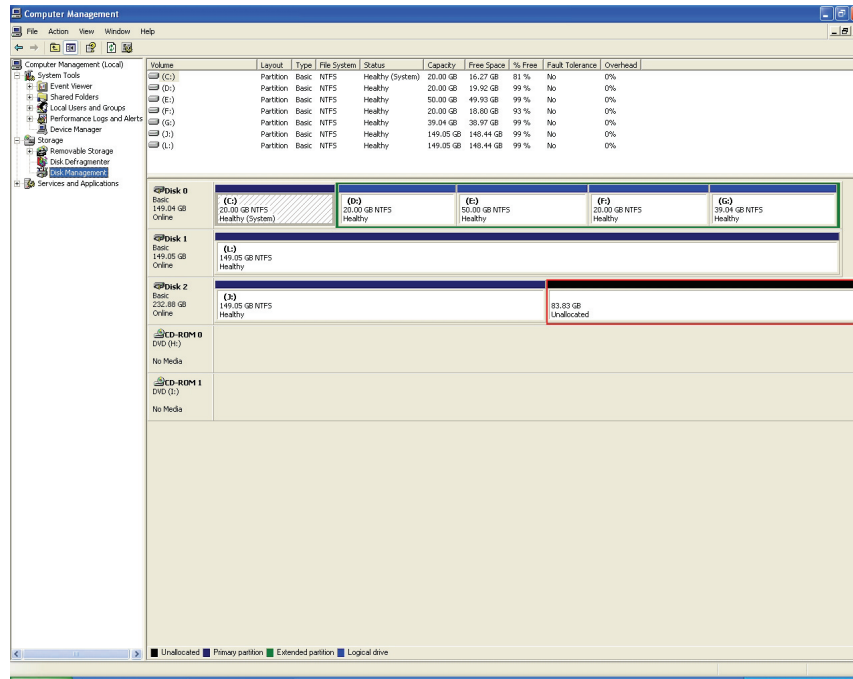 Computer Management
File Action View Window Help
Computer Management (Local)
System Tools
Event Viewer
Shared Folders
Local Users and Groups
Performance Logs and Alerts
Device Manager
Storage
Removable Storage
Disk Defragmenter
Disk Management
Services and Applications
Volume Layout Type File System Status Capacity Free Space % Free Fault Tolerance Overhead
(C:) Partition Basic NTFS Healthy (System) 20.00 GB 16.27 GB 81 % No 0%
(D:) Partition Basic NTFS Healthy 20.00 GB 19.92 GB 99 % No 0%
(E:) Partition Basic NTFS Healthy 50.00 GB 49.93 GB 99 % No 0%
(F:) Partition Basic NTFS Healthy 20.00 GB 18.80 GB 93 % No 0%
(G:) Partition Basic NTFS Healthy 39.04 GB 38.97 GB 99 % No 0%
(J:) Partition Basic NTFS Healthy 149.05 GB 148.44 GB 99 % No 0%
(L:) Partition Basic NTFS Healthy 149.05 GB 148.44 GB 99 % No 0%
Disk 0
Basic
149.04 GB
Online
(C:)
20.00 GB NTFS
Healthy (System)
(D:)
20.00 GB NTFS
Healthy
(E:)
50.00 GB NTFS
Healthy
(F:)
20.00 GB NTFS
Healthy
(G:)
39.04 GB NTFS
Healthy
Disk 1
Basic
149.05 GB
Online
(L:)
149.05 GB NTFS
Healthy
Disk 2
Basic
232.88 GB
Online
(J:)
149.05 GB NTFS
Healthy
83.83 GB
Unallocated
CD-ROM 0
DVD (H:)
No Media
CD-ROM 1
DVD (I:)
No Media
Unallocated Primary partition Extended partition Logical drive